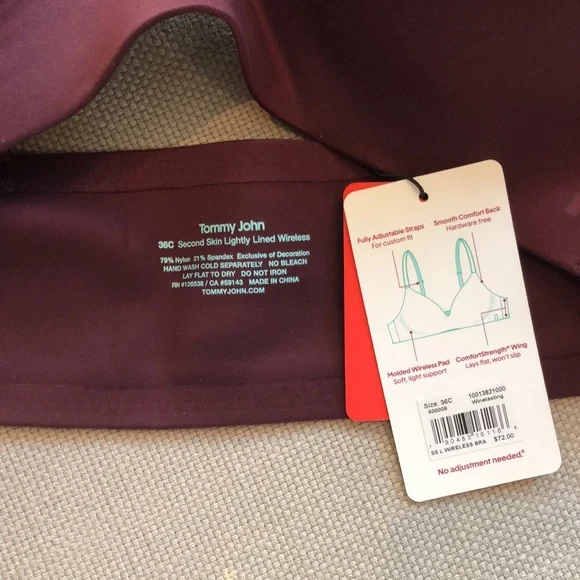 Tommy John
36C Second Skin Lightly Lined Wireless
79% Nylon 21% Spandex Exclusive of Decoration
HAND WASH COLD SEPARATELY NO BLEACH
LAY FLAT TO DRY DO NOT IRON
RN #126536 / CA #59143 MADE IN CHINA
TOMMYJOHN.COM
Fully Adjustable Straps
For custom fit
Smooth Comfort Back
Hardware free
Molded Wireless Pad
Soft, light support
ComfortStrength® Wing
Lays flat, won't slip
Size: 36C
10013821000
600009
Winetasting
SS L WIRELESS BRA
$72.00
No adjustment needed.®